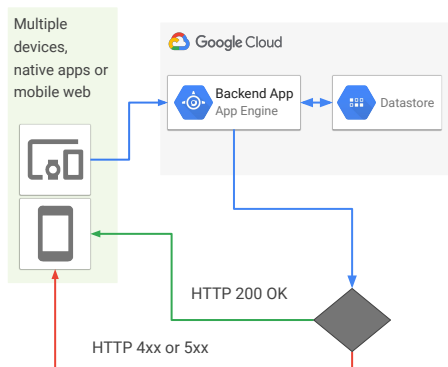 Multiple
devices,
native apps or
mobile web
Google Cloud
Backend App
App Engine
Datastore
HTTP 200 OK
HTTP 4xx or 5xx